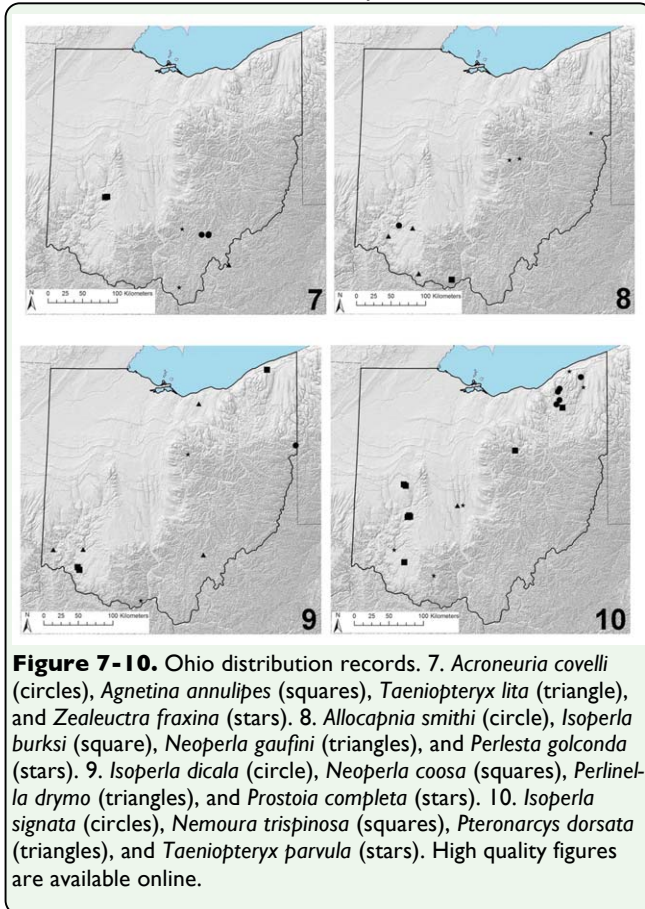 7
N
0 25 50 100 Kilometers
8
N
0 25 50 100 Kilometers
9
N
0 25 50 100 Kilometers
10
N
0 25 50 100 Kilometers
Figure 7-10. Ohio distribution records. 7. Acroneuria covelli
(circles), Agnetina annulipes (squares), Taeniopteryx lita (triangle),
and Zealeuctra fraxina (stars). 8. Allocapnia smithi (circle), Isoperla
burksi (square), Neoperla gaufini (triangles), and Perlesta golconda
(stars). 9. Isoperla dicala (circle), Neoperla coosa (squares), Perlinel-
la drymo (triangles), and Prostoia completa (stars). 10. Isoperla
signata (circles), Nemoura trispinosa (squares), Pteronarcys dorsata
(triangles), and Taeniopteryx parvula (stars). High quality figures
are available online.